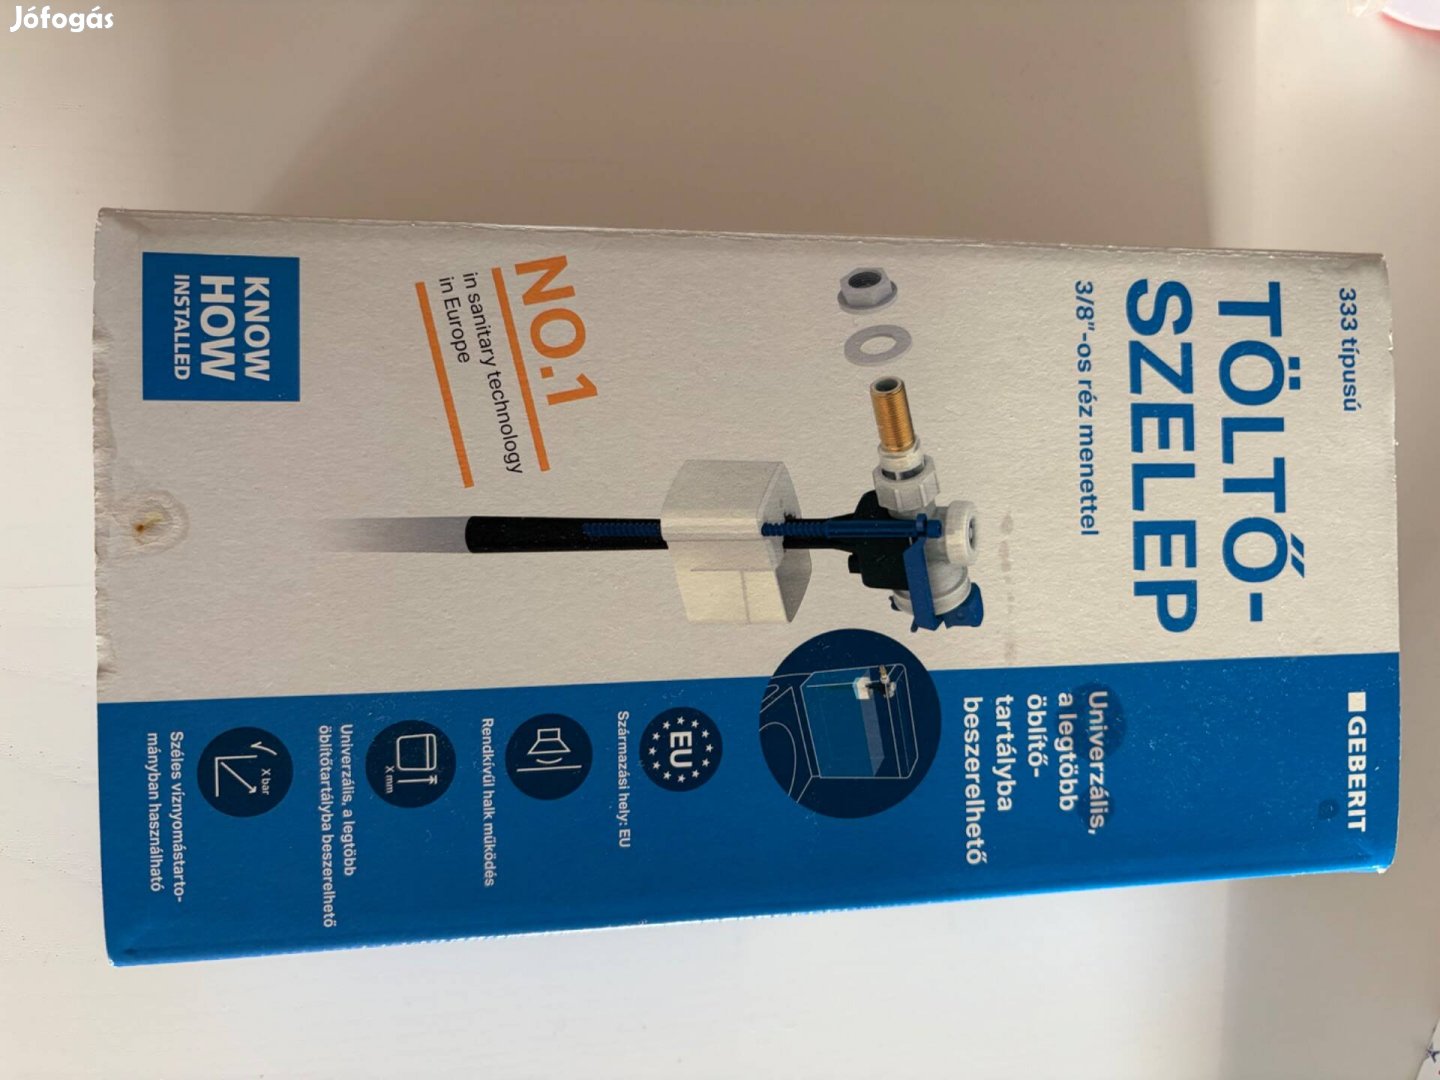 Jófogás
333 típusú
TÖLTŐ-
SZELEP
3/8"-os réz menettel
NO.1
in sanitary technology
in Europe
KNOW
HOW
INSTALLED
GEBERIT
Univerzális,
a legtöbb
öblítő-
tartályba
beszerelhető
EU
Származási hely: EU
Rendkívül halk működés
X mm
Univerzális, a legtöbb
öblítőtartályba beszerelhető
X bar
Széles víznyomástarto-
mányban használható